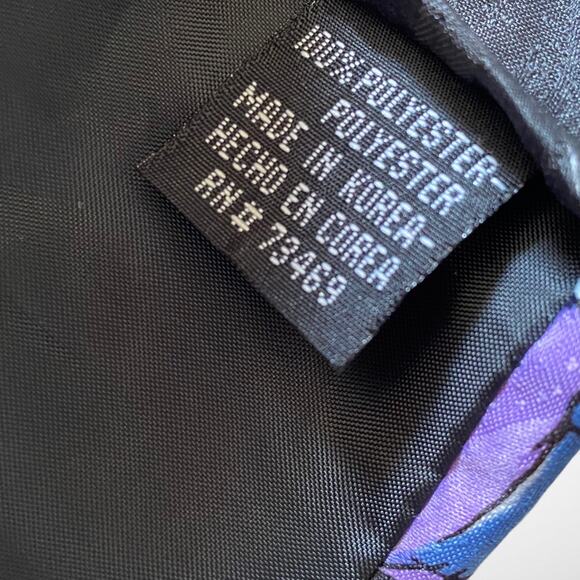 100% POLYESTER-
POLYESTER
MADE IN KOREA-
HECHO EN COREA
RN# 73469